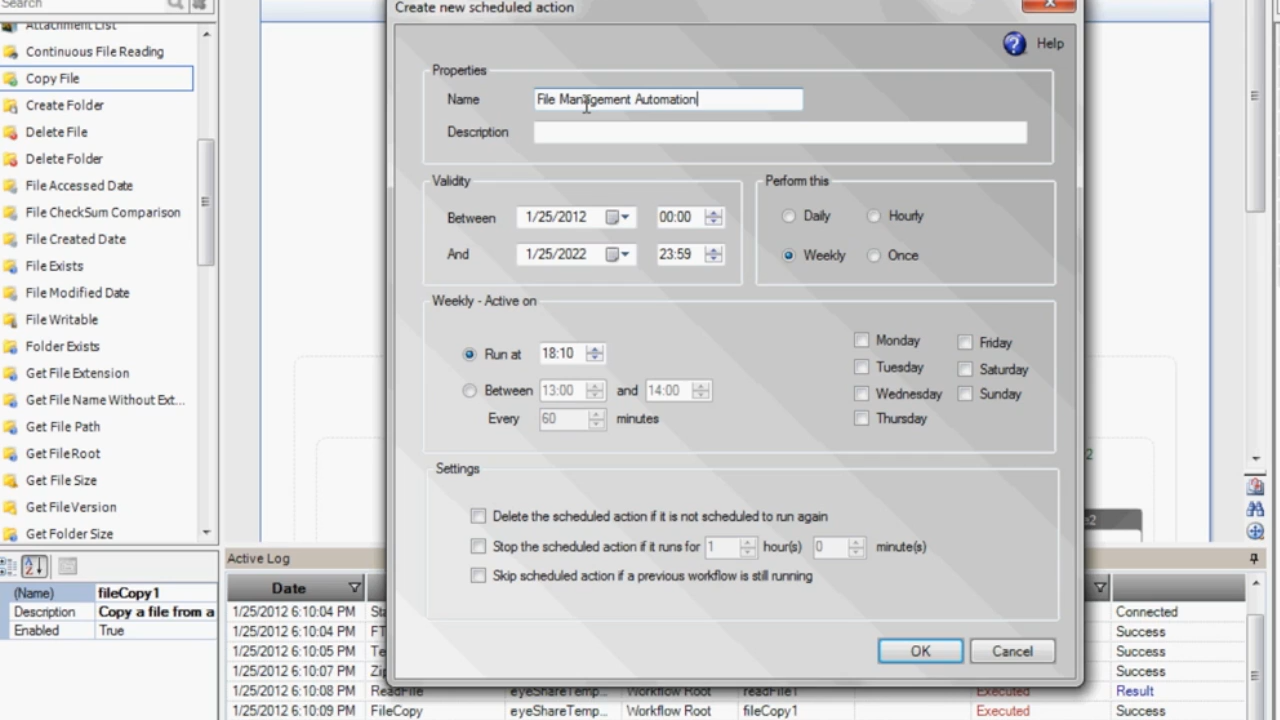 Search
Create new scheduled action
Attachment List
Continuous File Reading
Copy File
Create Folder
Delete File
Delete Folder
File Accessed Date
File CheckSum Comparison
File Created Date
File Exists
File Modified Date
File Writable
Folder Exists
Get File Extension
Get File Name Without Ext...
Get File Path
Get FileRoot
Get File Size
Get FileVersion
Get Folder Size
Help
Properties
Name File Management Automation
Description
Validity
Between 1/25/2012 00:00
And 1/25/2022 23:59
Perform this
Daily Hourly
Weekly Once
Weekly - Active on
Run at 18:10
Between 13:00 and 14:00
Every 60 minutes
Monday Friday
Tuesday Saturday
Wednesday Sunday
Thursday
Settings
Delete the scheduled action if it is not scheduled to run again
Stop the scheduled action if it runs for 1 hour(s) 0 minute(s)
Skip scheduled action if a previous workflow is still running
OK Cancel
(Name) fileCopy1
Description Copy a file from a
Enabled True
Active Log
Date
1/25/2012 6:10:04 PM Connected
1/25/2012 6:10:04 PM FT Success
1/25/2012 6:10:05 PM Te Success
1/25/2012 6:10:07 PM Zip Success
1/25/2012 6:10:08 PM ReadFile eyeShareTemp... Workflow Root readFile1 Executed Result
1/25/2012 6:10:09 PM FileCopy eyeShareTemp... Workflow Root fileCopy1 Executed Success